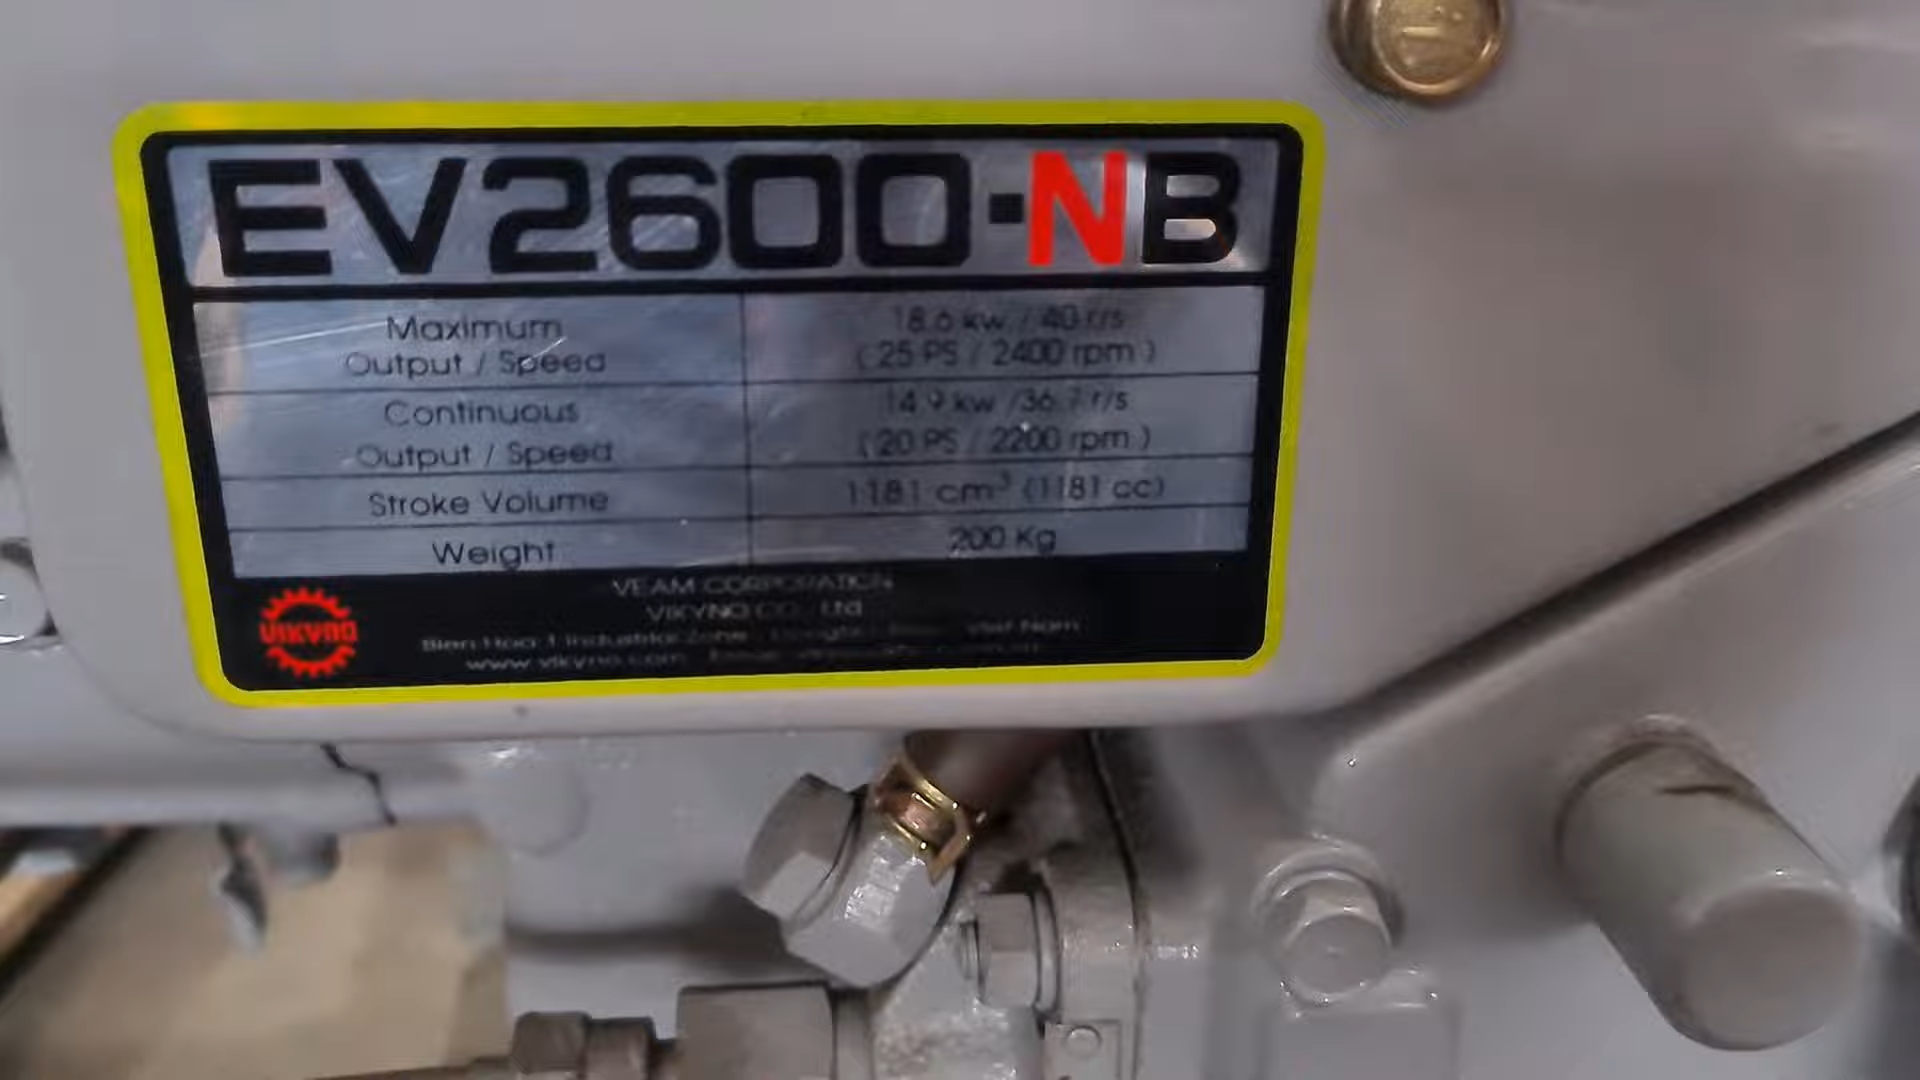 EV2600-NB
Maximum
Output / Speed
18.6 kw / 40 r/s
( 25 PS / 2400 rpm )
Continuous
Output / Speed
14.9 kw /36.7 r/s
( 20 PS / 2200 rpm )
Stroke Volume
1181 cm³ (1181 cc)
Weight
200 Kg
VIKYNO
VEAM CORPORATION
VIKYNO CO., Ltd
Bien Hoa 1 Industrial Zone Viet Nam
www.vikyno.com